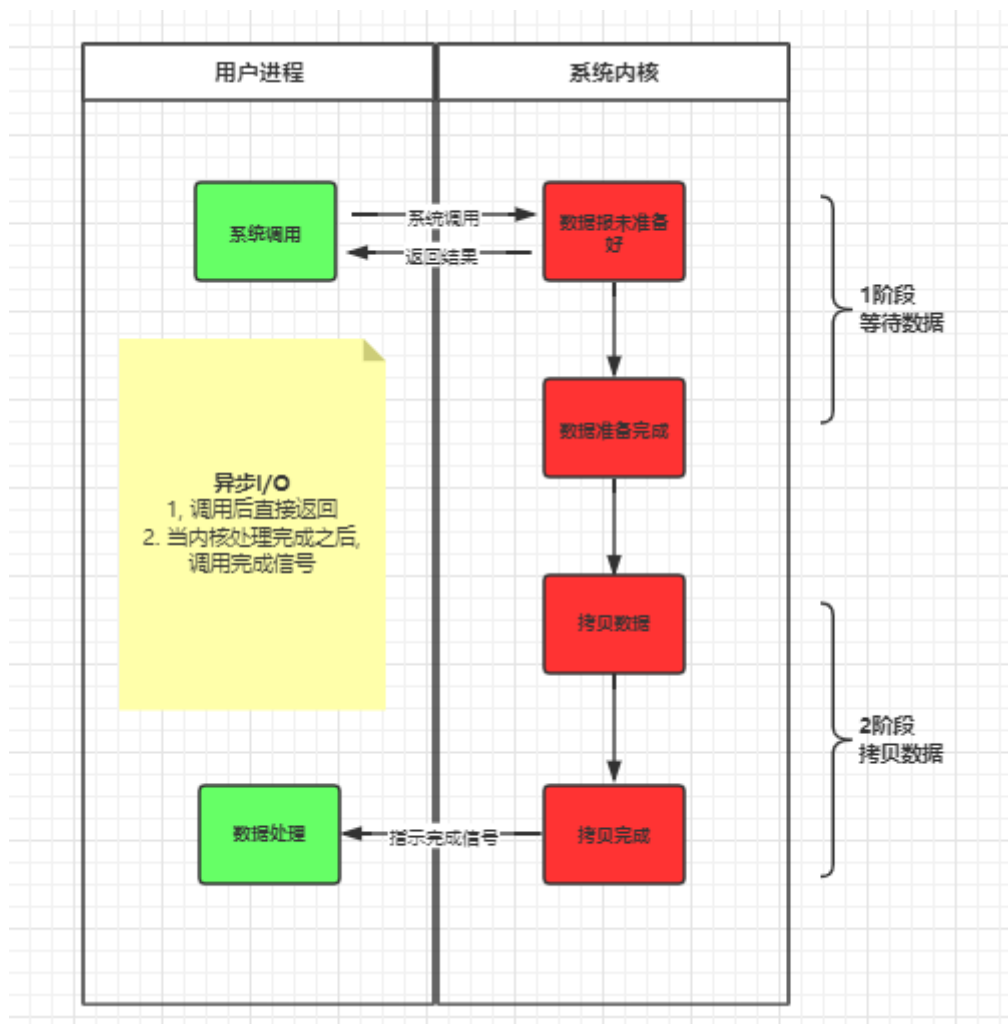 用户进程
系统内核
系统调用
系统调用
返回结果
数据报未准备
好
1阶段
等待数据
数据准备完成
异步I/O
1, 调用后直接返回
2. 当内核处理完成之后,
调用完成信号
拷贝数据
2阶段
拷贝数据
数据处理
指示完成信号
拷贝完成